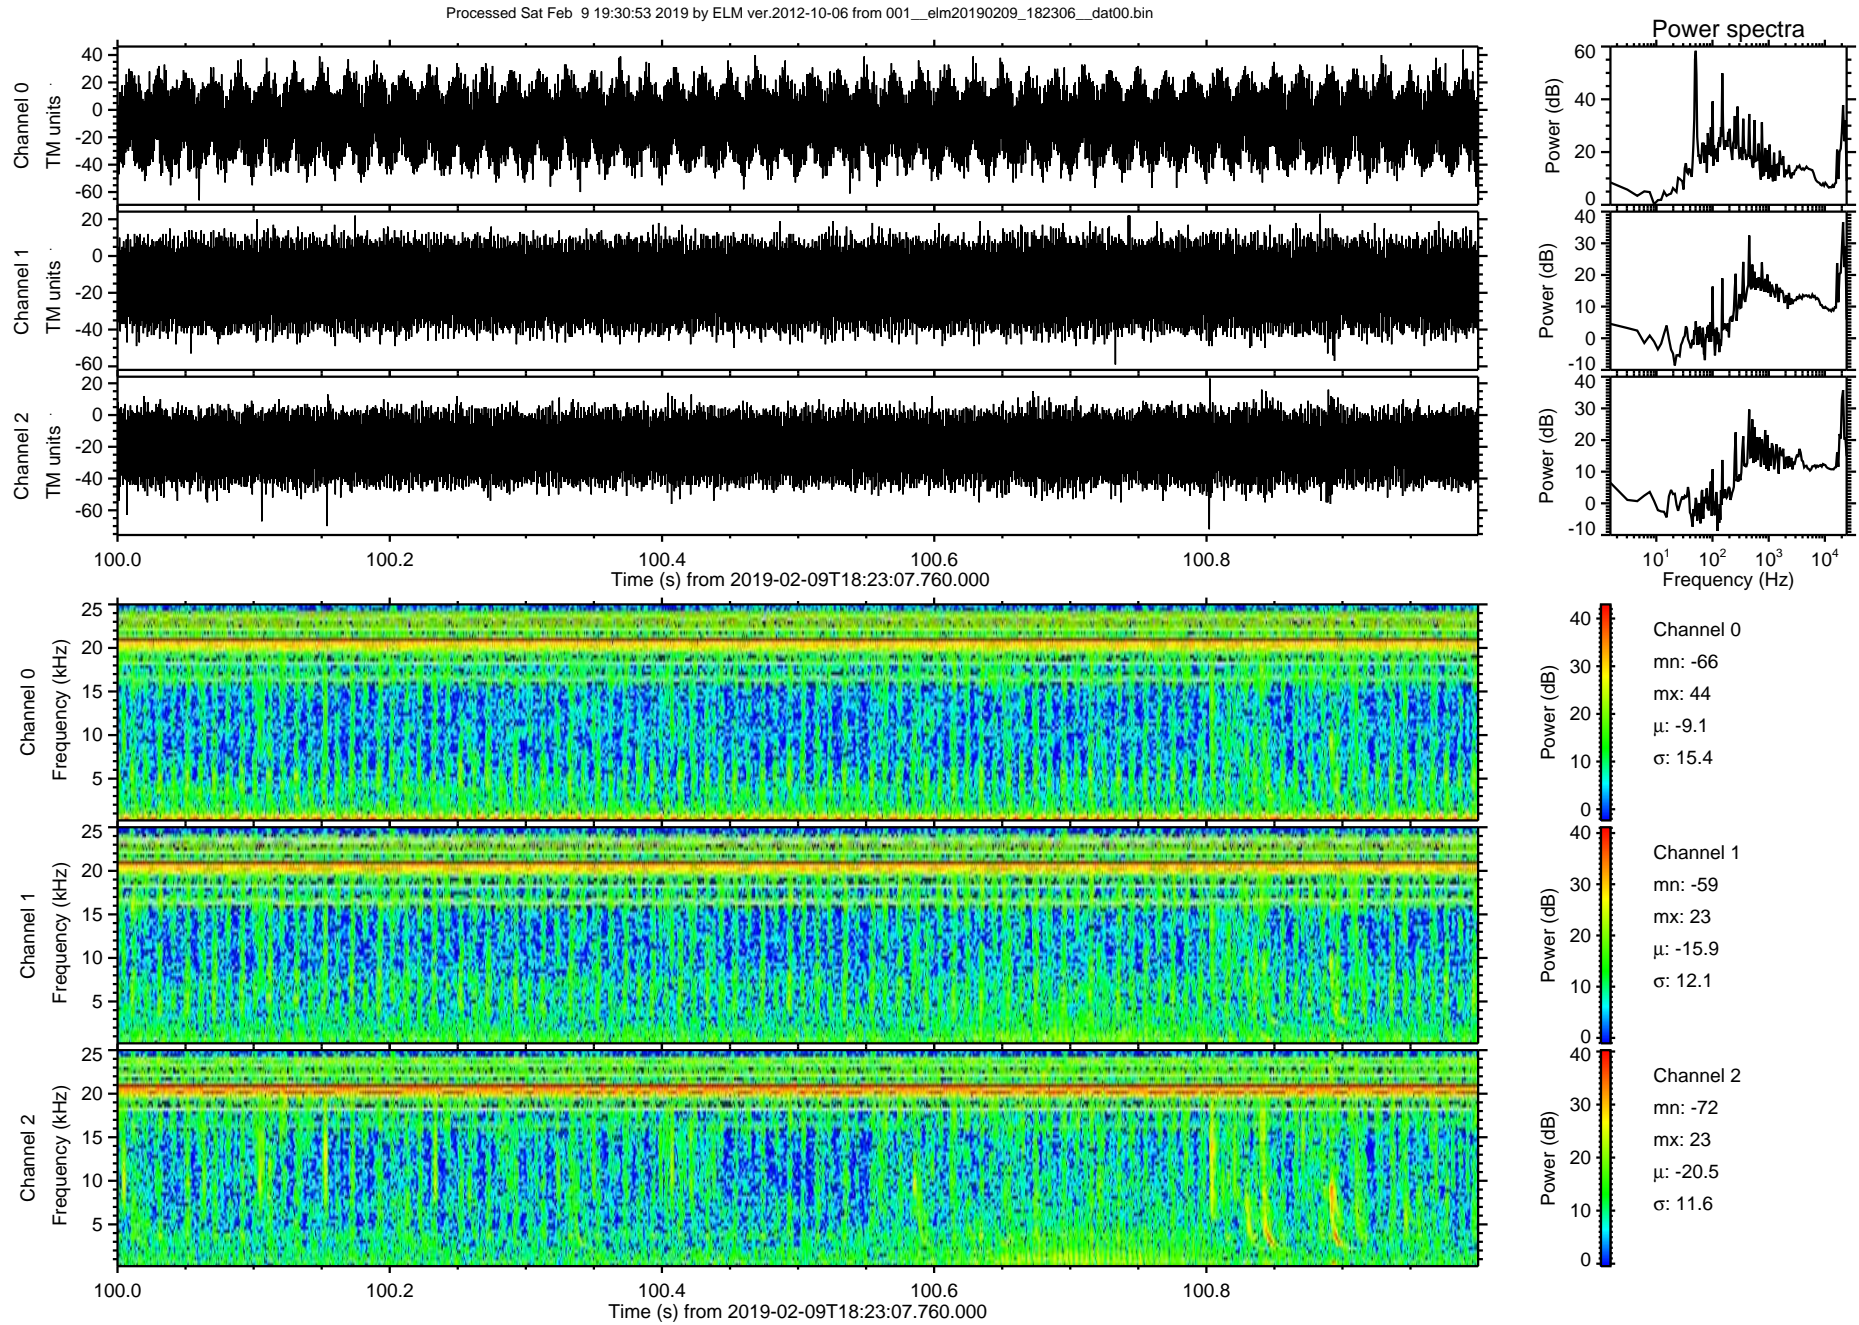 Processed Sat Feb  9 19:30:53 2019 by ELM ver.2012-10-06 from 001__elm20190209_182306__dat00.bin
Power spectra
Channel 0
TM units
40
20
0
-20
-40
-60
Power (dB)
60
40
20
0
Channel 1
TM units
20
0
-20
-40
-60
Power (dB)
40
30
20
10
0
-10
Channel 2
TM units
20
0
-20
-40
-60
Power (dB)
40
30
20
10
0
-10
100.0 100.2 100.4 100.6 100.8
Time (s) from 2019-02-09T18:23:07.760.000
10^1 10^2 10^3 10^4
Frequency (Hz)
Channel 0
Frequency (kHz)
25
20
15
10
5
Power (dB)
40
30
20
10
0
Channel 0
mn: -66
mx: 44
μ: -9.1
σ: 15.4
Channel 1
Frequency (kHz)
25
20
15
10
5
Power (dB)
40
30
20
10
0
Channel 1
mn: -59
mx: 23
μ: -15.9
σ: 12.1
Channel 2
Frequency (kHz)
25
20
15
10
5
Power (dB)
40
30
20
10
0
Channel 2
mn: -72
mx: 23
μ: -20.5
σ: 11.6
100.0 100.2 100.4 100.6 100.8
Time (s) from 2019-02-09T18:23:07.760.000